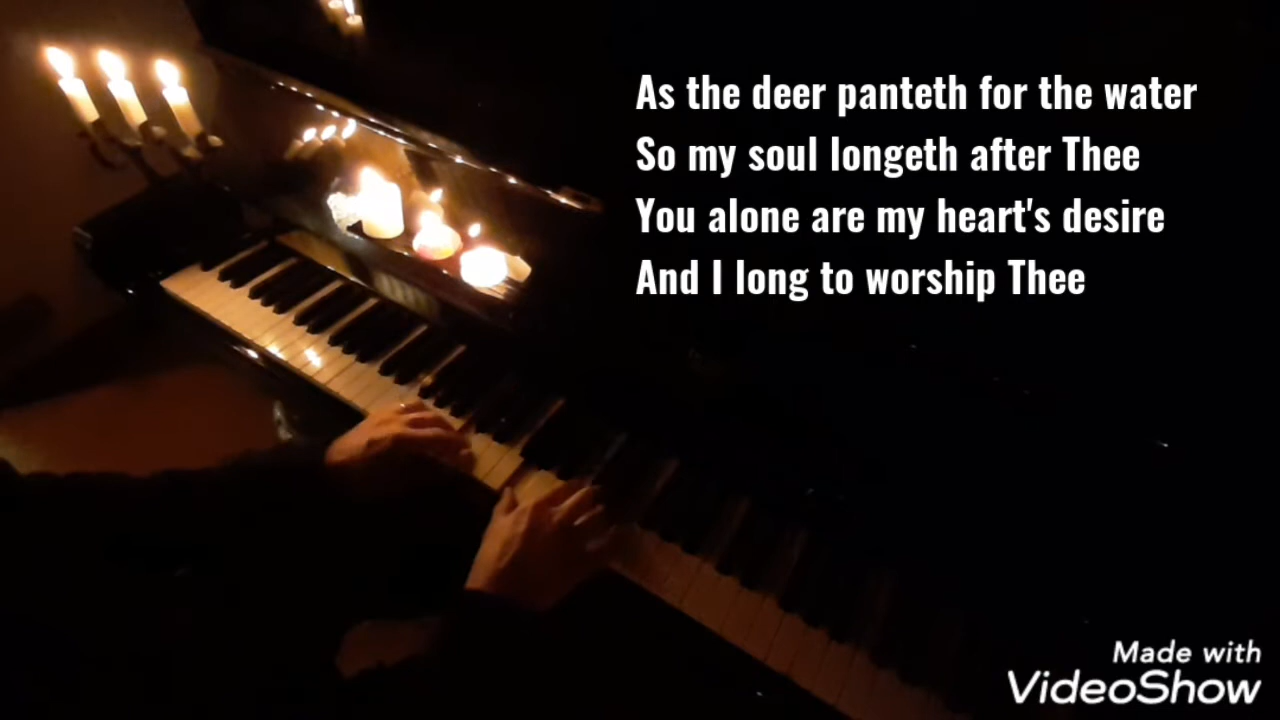 As the deer panteth for the water
So my soul longeth after Thee
You alone are my heart's desire
And I long to worship Thee
Made with
VideoShow